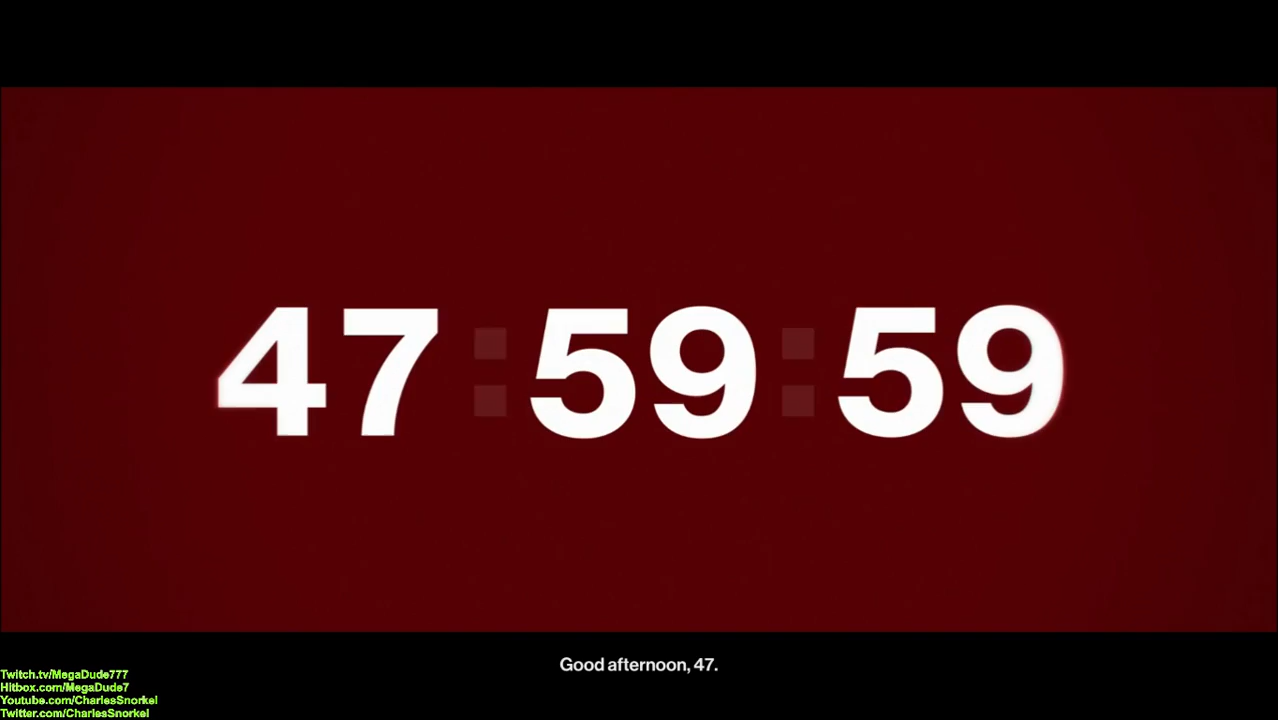 47:59:59
Good afternoon, 47.
Twitch.tv/MegaDude777
Hitbox.com/MegaDude7
Youtube.com/CharlesSnorkel
Twitter.com/CharlesSnorkel